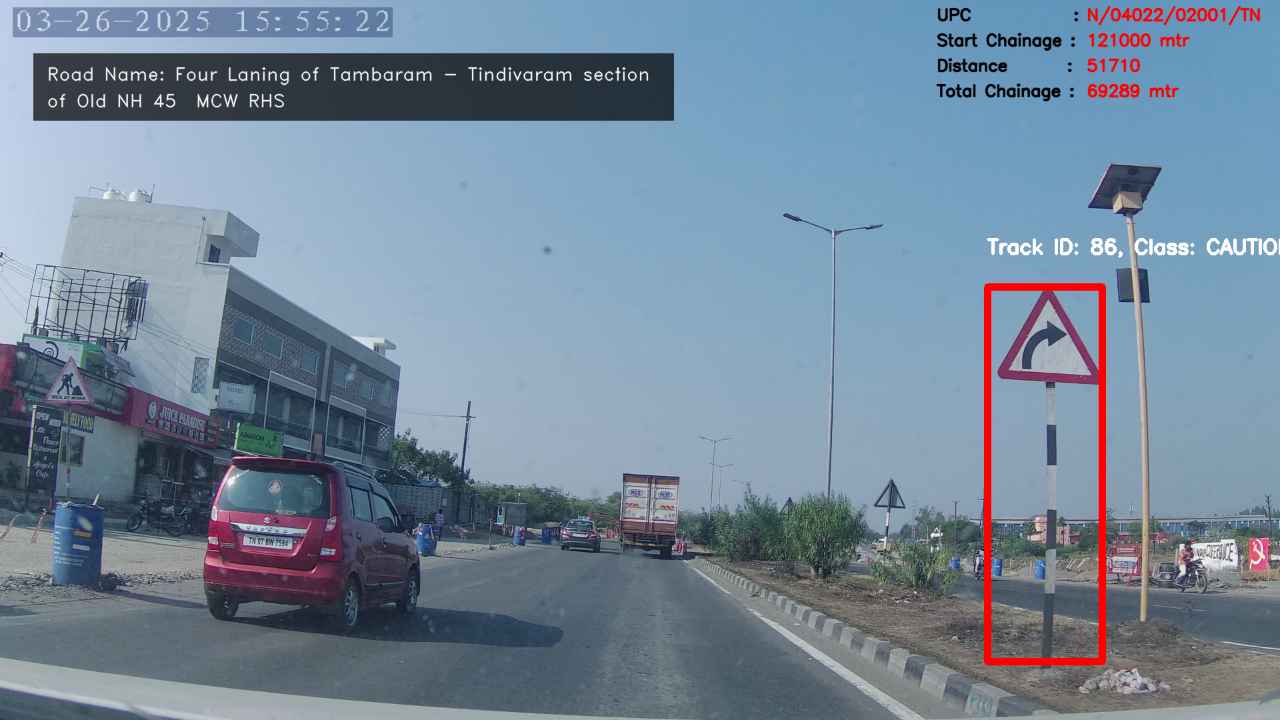 03-26-2025 15:55:22
Road Name: Four Laning of Tambaram - Tindivaram section
of Old NH 45 MCW RHS
UPC : N/04022/02001/TN
Start Chainage : 121000 mtr
Distance : 51710
Total Chainage : 69289 mtr
Track ID: 86, Class: CAUTIO
JUICE PARADISE